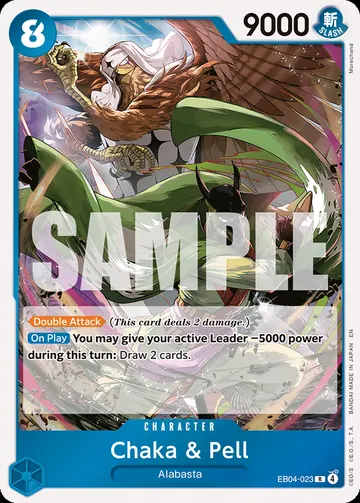 8
9000
斬
SLASH
Morechand
SAMPLE
Double Attack (This card deals 2 damage.)
On Play You may give your active Leader −5000 power
during this turn: Draw 2 cards.
CHARACTER
Chaka & Pell
Alabasta
EB04-023 R 4
BANDAI MADE IN JAPAN EN